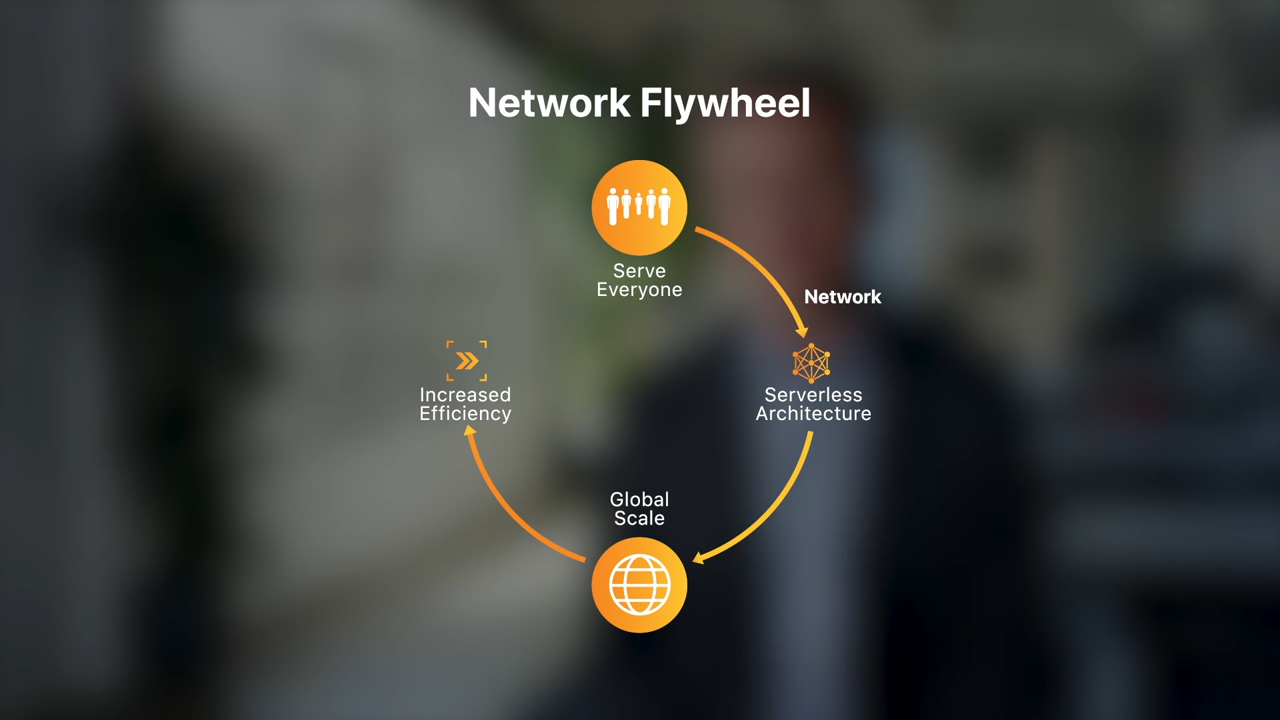 Network Flywheel
Serve
Everyone
Network
Serverless
Architecture
Increased
Efficiency
Global
Scale